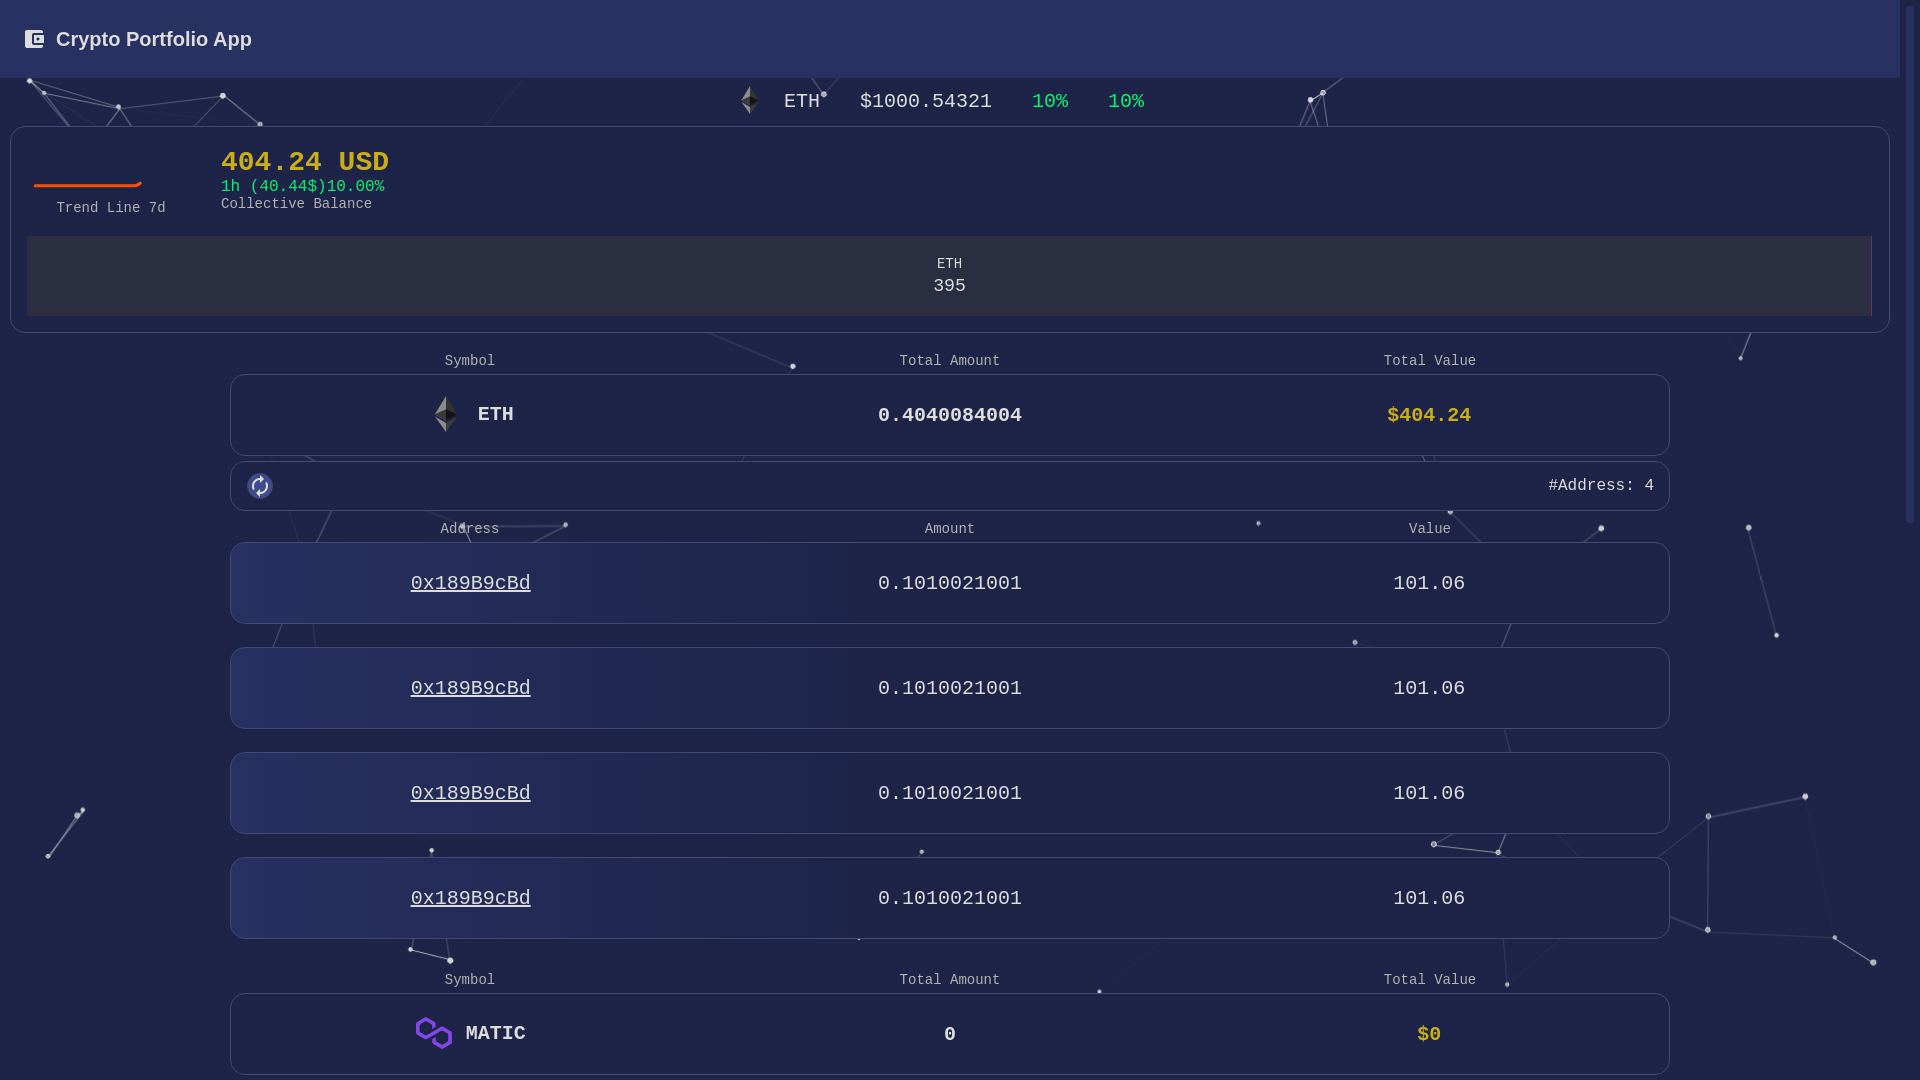 Crypto Portfolio App
ETH $1000.54321 10% 10%
404.24 USD
1h (40.44$)10.00%
Collective Balance
Trend Line 7d
ETH
395
Symbol Total Amount Total Value
ETH 0.4040084004 $404.24
#Address: 4
Address Amount Value
0x189B9cBd 0.1010021001 101.06
0x189B9cBd 0.1010021001 101.06
0x189B9cBd 0.1010021001 101.06
0x189B9cBd 0.1010021001 101.06
Symbol Total Amount Total Value
MATIC 0 $0